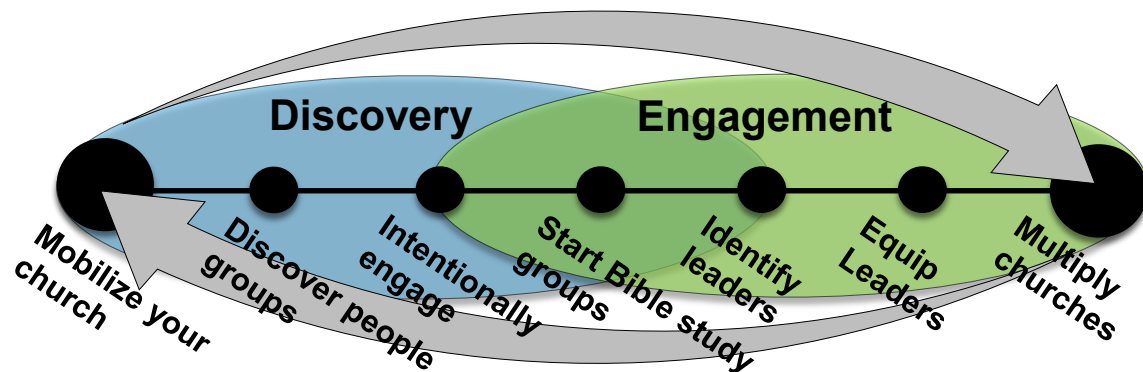 Discovery
Engagement
Mobilize your
church
Discover people
groups
Intentionally
engage
Start Bible study
groups
Identify
leaders
Equip
Leaders
Multiply
churches